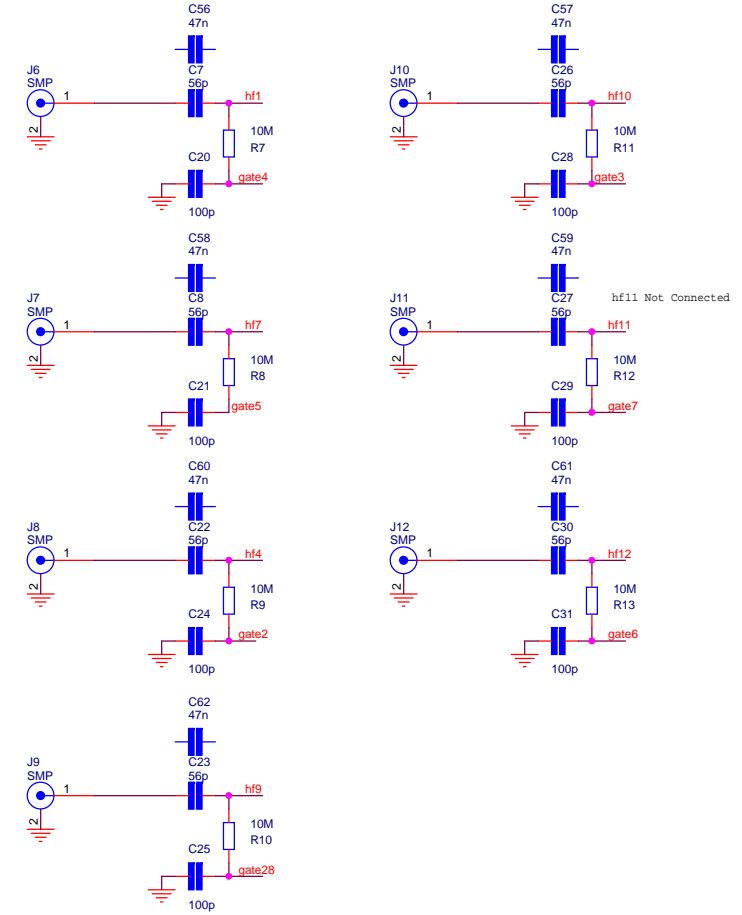 C56
47n
J6
SMP
1
2
C7
56p
hf1
10M
R7
C20
gate4
100p
C57
47n
J10
SMP
1
2
C26
56p
hf10
10M
R11
C28
gate3
100p
C58
47n
J7
SMP
1
2
C8
56p
hf7
10M
R8
C21
gate5
100p
C59
47n
J11
SMP
1
2
C27
56p
hf11 Not Connected
hf11
10M
R12
C29
gate7
100p
C60
47n
J8
SMP
1
2
C22
56p
hf4
10M
R9
C24
gate2
100p
C61
47n
J12
SMP
1
2
C30
56p
hf12
10M
R13
C31
gate6
100p
C62
47n
J9
SMP
1
2
C23
56p
hf9
10M
R10
C25
gate28
100p